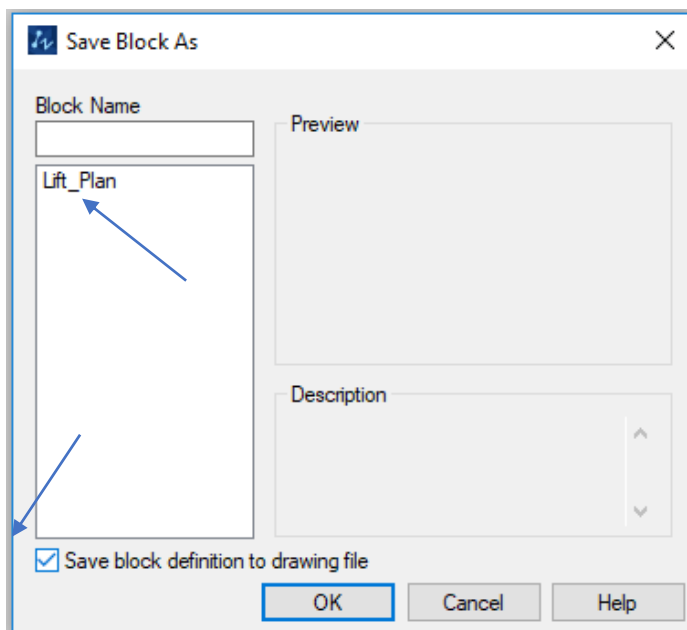 Save Block As
Block Name
Preview
Lift_Plan
Description
Save block definition to drawing file
OK
Cancel
Help